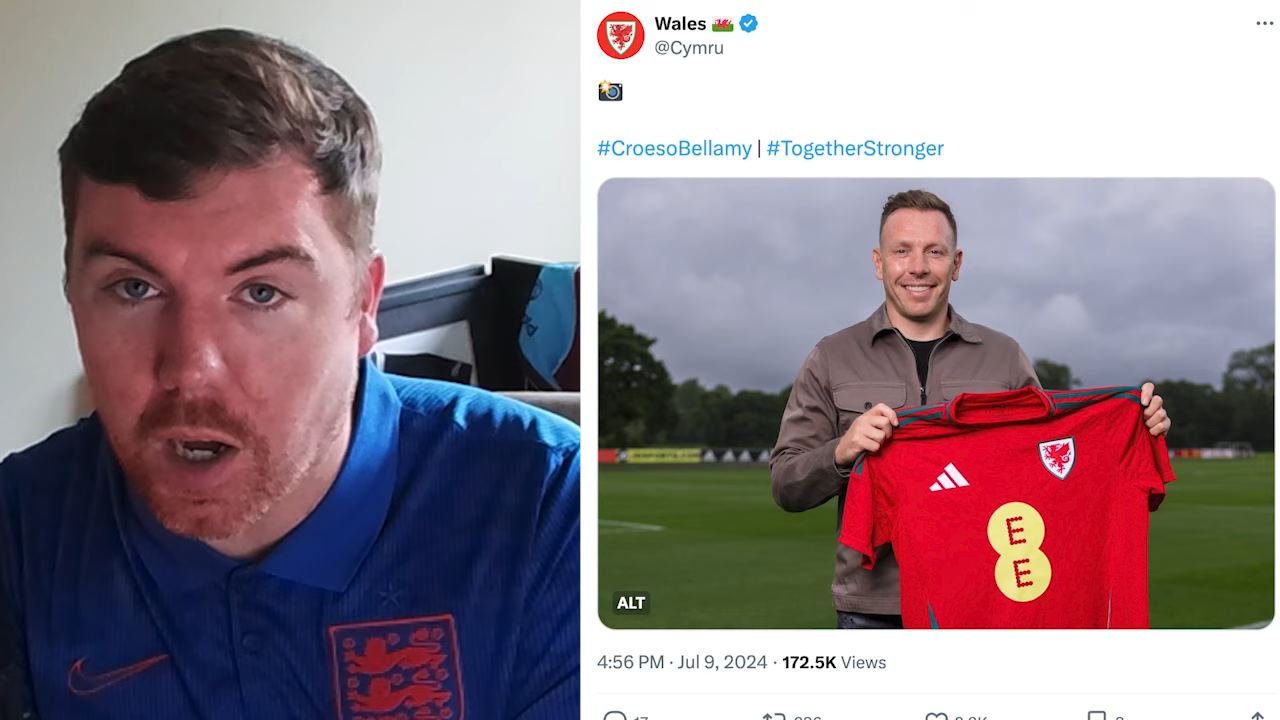 Wales
@Cymru
#CroesoBellamy | #TogetherStronger
E
E
ALT
4:56 PM · Jul 9, 2024 · 172.5K Views